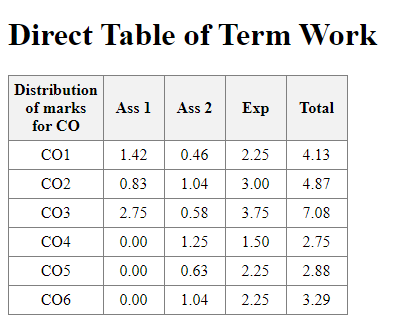 Direct Table of Term Work
Distribution of marks for CO Ass 1 Ass 2 Exp Total
CO1 1.42 0.46 2.25 4.13
CO2 0.83 1.04 3.00 4.87
CO3 2.75 0.58 3.75 7.08
CO4 0.00 1.25 1.50 2.75
CO5 0.00 0.63 2.25 2.88
CO6 0.00 1.04 2.25 3.29